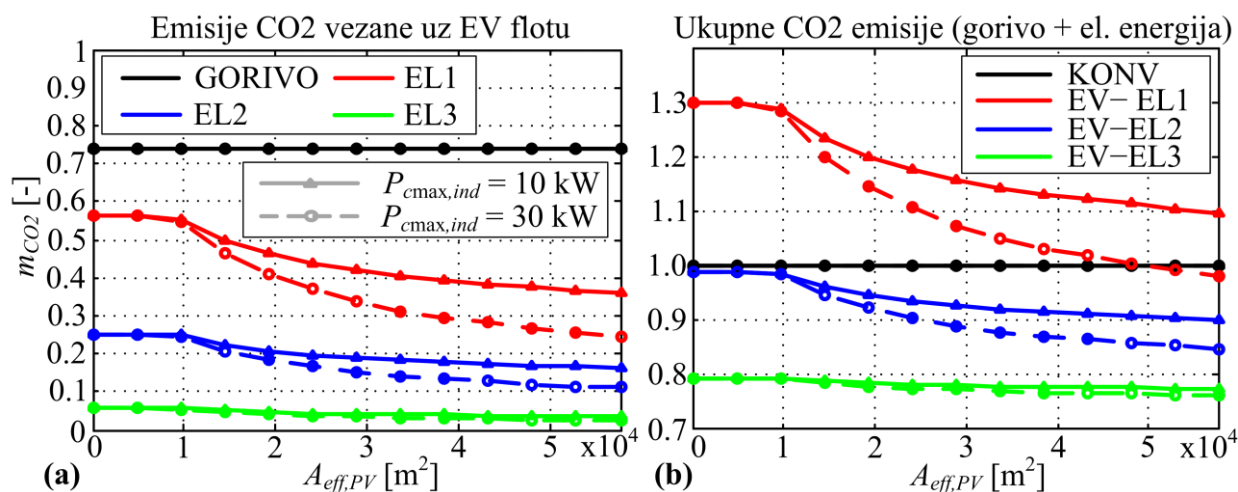 Emisije CO2 vezane uz EV flotu
1
0.9
0.8
0.7
0.6
0.5
0.4
0.3
0.2
0.1
0
GORIVO
EL1
EL2
EL3
P_cmax,ind = 10 kW
P_cmax,ind = 30 kW
m_CO2 [-]
0 1 2 3 4 5 x10^4
(a)
A_eff,PV [m^2]
Ukupne CO2 emisije (gorivo + el. energija)
1.3
1.2
1.1
1.0
0.9
0.8
0.7
KONV
EV− EL1
EV−EL2
EV−EL3
0 1 2 3 4 5 x10^4
(b)
A_eff,PV [m^2]